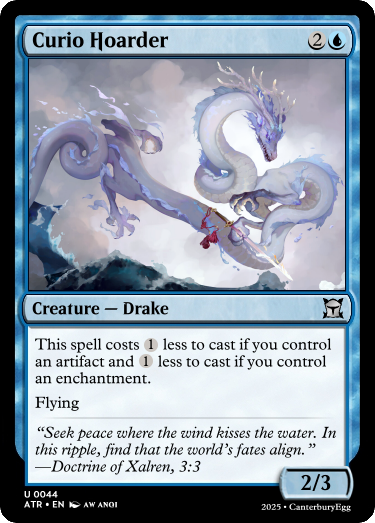 Curio Hoarder 2
Creature — Drake
This spell costs 1 less to cast if you control
an artifact and 1 less to cast if you control
an enchantment.
Flying
“Seek peace where the wind kisses the water. In
this ripple, find that the world's fates align.”
—Doctrine of Xalren, 3:3
2/3
U 0044
ATR • EN AW ANOI
2025 • CanterburyEgg